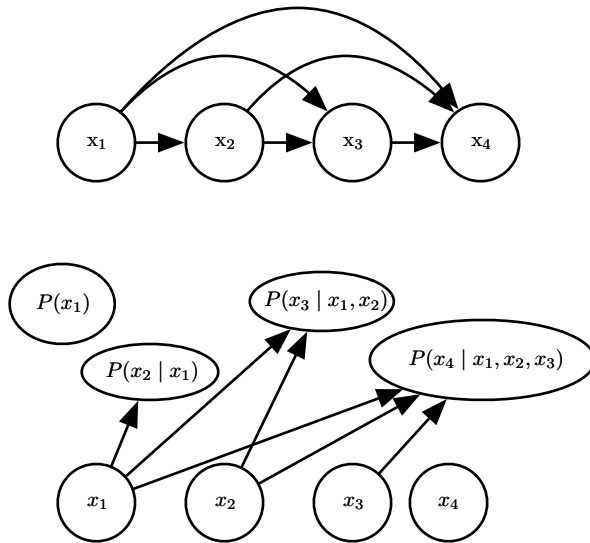 x₁ x₂ x₃ x₄
P(x₁)
P(x₃ | x₁, x₂)
P(x₂ | x₁)
P(x₄ | x₁, x₂, x₃)
x₁ x₂ x₃ x₄